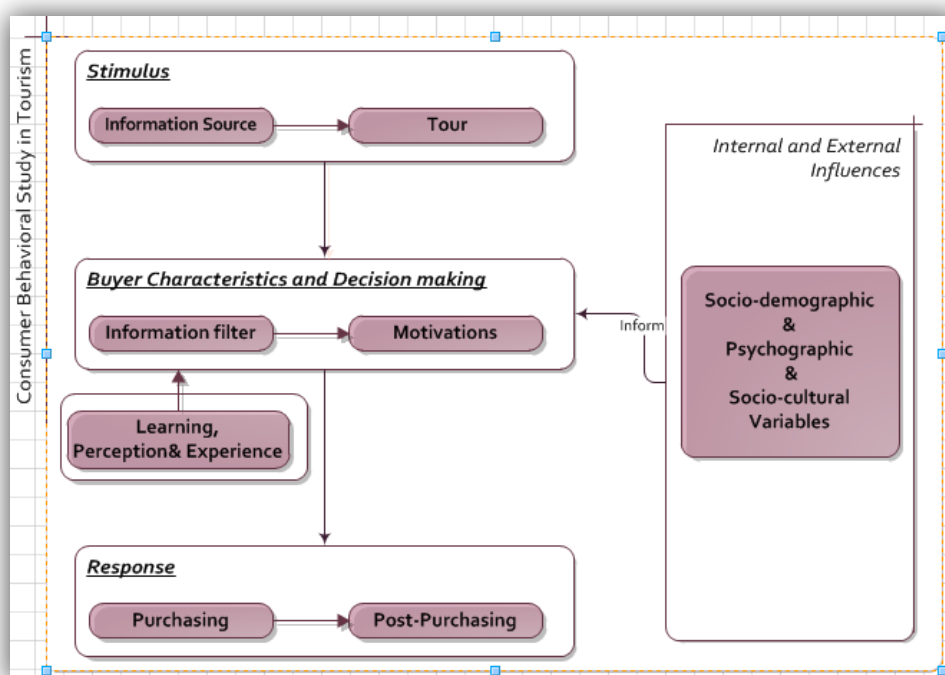 Consumer Behavioral Study in Tourism
Stimulus
Information Source
Tour
Internal and External
Influences
Buyer Characteristics and Decision making
Information filter
Motivations
Inform
Socio-demographic
&
Psychographic
&
Socio-cultural
Variables
Learning,
Perception& Experience
Response
Purchasing
Post-Purchasing